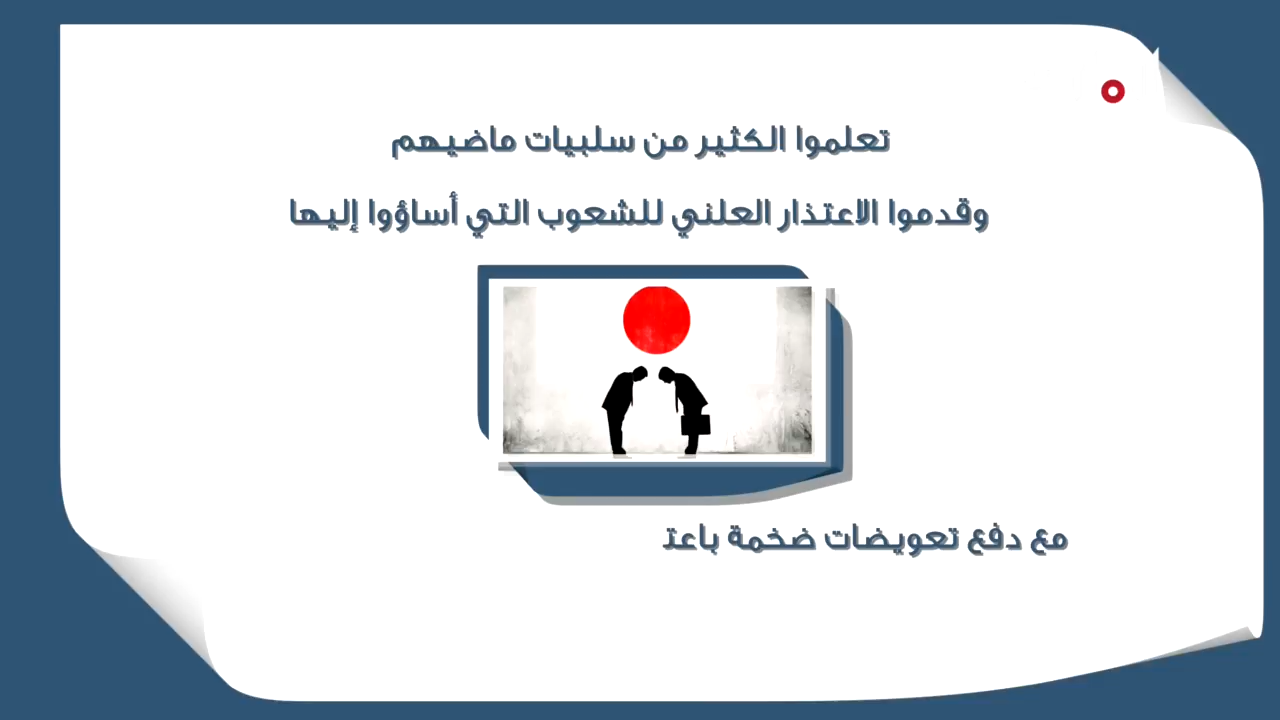 تعلموا الكثير من سلبيات ماضيهم
وقدموا الاعتذار العلني للشعوب التي أساؤوا إليها
مع دفع تعويضات ضخمة باعتـ